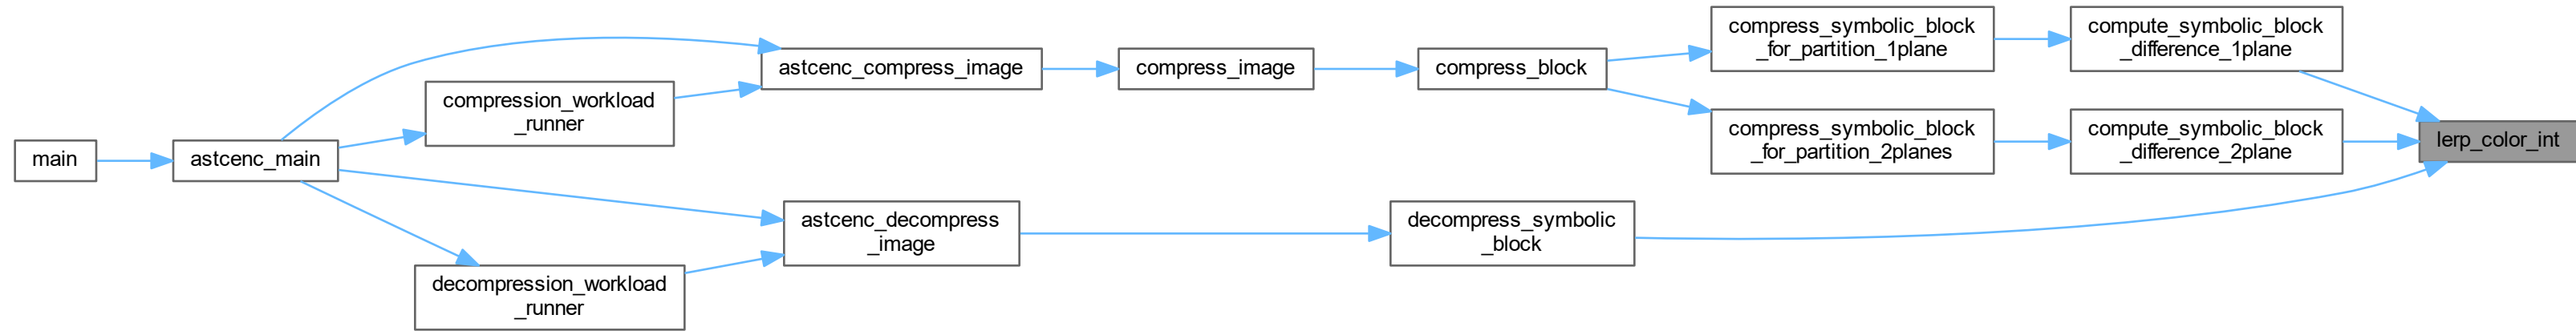 main
astcenc_main
compression_workload
_runner
decompression_workload
_runner
astcenc_compress_image
astcenc_decompress
_image
compress_image
compress_block
decompress_symbolic
_block
compress_symbolic_block
_for_partition_1plane
compress_symbolic_block
_for_partition_2planes
compute_symbolic_block
_difference_1plane
compute_symbolic_block
_difference_2plane
lerp_color_int